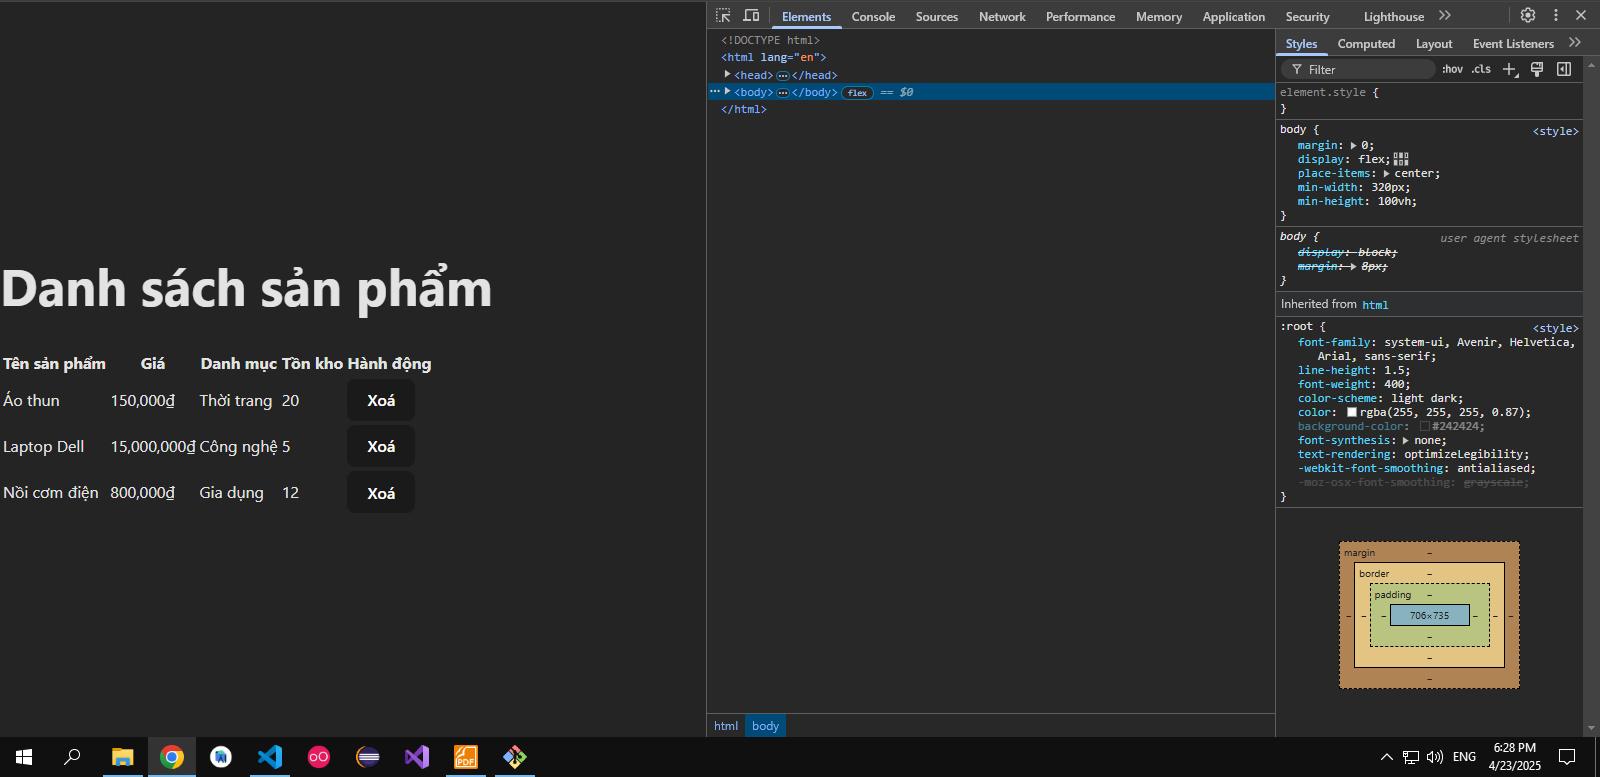 Danh sách sản phẩm
Tên sản phẩm Giá Danh mục Tồn kho Hành động
Áo thun 150,000₫ Thời trang 20 Xoá
Laptop Dell 15,000,000₫ Công nghệ 5 Xoá
Nồi cơm điện 800,000₫ Gia dụng 12 Xoá
Elements Console Sources Network Performance Memory Application Security Lighthouse
<!DOCTYPE html>
<html lang="en">
<head> </head>
<body> </body> flex == $0
</html>
html body
Styles Computed Layout Event Listeners
Filter :hov .cls
element.style {
}
body { <style>
margin: 0;
display: flex;
place-items: center;
min-width: 320px;
min-height: 100vh;
}
body { user agent stylesheet
display: block;
margin: 8px;
}
Inherited from html
:root { <style>
font-family: system-ui, Avenir, Helvetica,
Arial, sans-serif;
line-height: 1.5;
font-weight: 400;
color-scheme: light dark;
color: rgba(255, 255, 255, 0.87);
background-color: #242424;
font-synthesis: none;
text-rendering: optimizeLegibility;
-webkit-font-smoothing: antialiased;
-moz-osx-font-smoothing: grayscale;
}
margin –
border –
padding –
– – – 706×735 – – –
–
–
–
AI
PDF
ENG
6:28 PM
4/23/2025